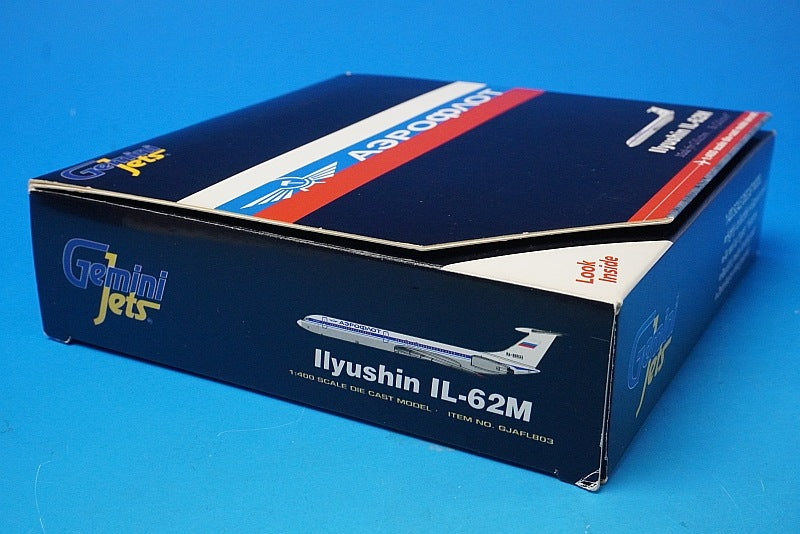 Gemini
Jets
АЭРОФЛОТ
Ilyushin IL-62M
Look
Inside
Gemini
Jets
АЭРОФЛОТ
Ilyushin IL-62M
1:400 SCALE DIE CAST MODEL · ITEM NO. GJAFL803
Gemini
Jets